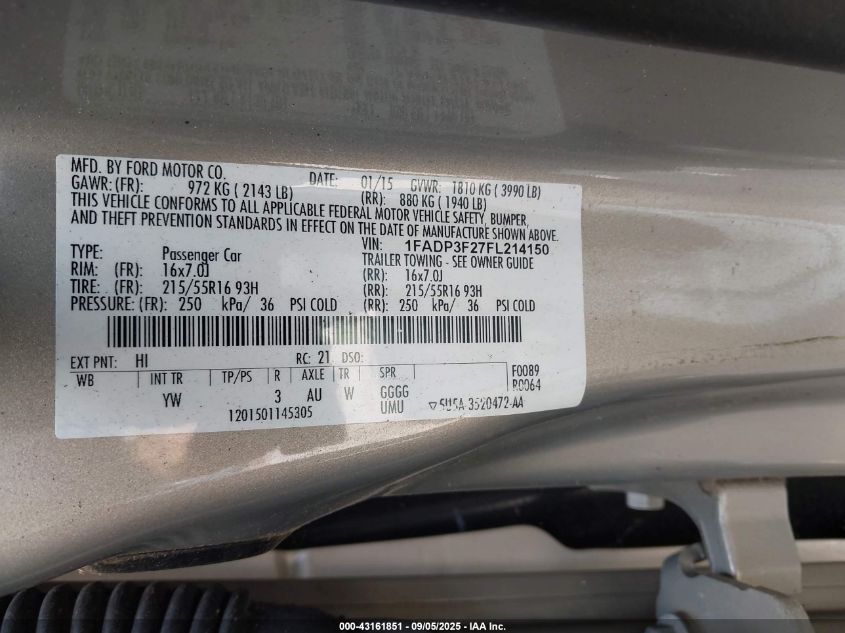 MFD. BY FORD MOTOR CO. DATE: 01/15 GVWR: 1810 KG ( 3990 LB)
GAWR: (FR): 972 KG ( 2143 LB) (RR): 880 KG ( 1940 LB)
THIS VEHICLE CONFORMS TO ALL APPLICABLE FEDERAL MOTOR VEHICLE SAFETY, BUMPER,
AND THEFT PREVENTION STANDARDS IN EFFECT ON THE DATE OF MANUFACTURE SHOWN ABOVE.
VIN: 1FADP3F27FL214150
TYPE: Passenger Car TRAILER TOWING - SEE OWNER GUIDE
RIM: (FR): 16x7.0J (RR): 16x7.0J
TIRE: (FR): 215/55R16 93H (RR): 215/55R16 93H
PRESSURE: (FR): 250 kPa/ 36 PSI COLD (RR): 250 kPa/ 36 PSI COLD
EXT PNT: HI RC: 21 DSO: F0089
WB INT TR TP/PS R AXLE TR SPR R0064
YW 3 AU W GGGG
1201501145305 UMU ▽5U5A-3520472-AA
000-43161851 - 09/05/2025 - IAA Inc.